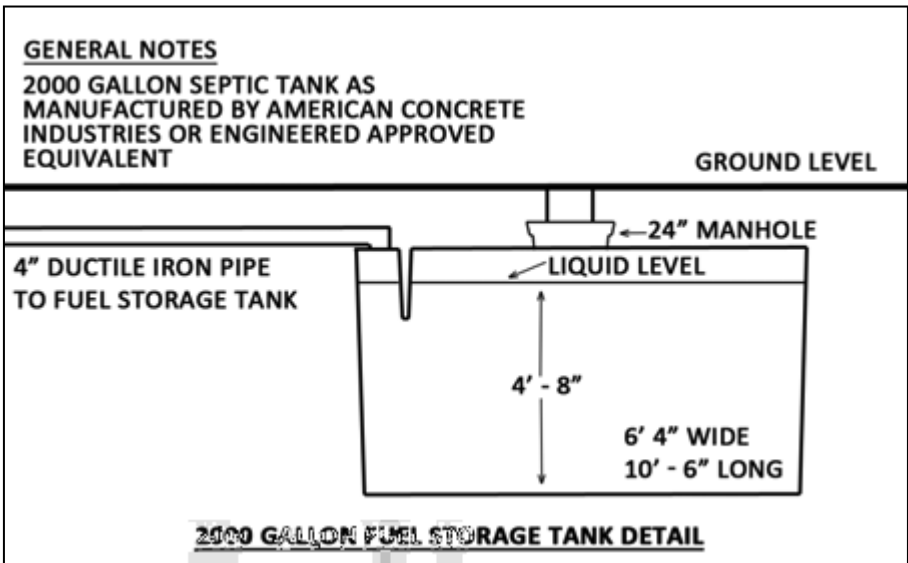 GENERAL NOTES
2000 GALLON SEPTIC TANK AS
MANUFACTURED BY AMERICAN CONCRETE
INDUSTRIES OR ENGINEERED APPROVED
EQUIVALENT
GROUND LEVEL
24” MANHOLE
LIQUID LEVEL
4” DUCTILE IRON PIPE
TO FUEL STORAGE TANK
4’ - 8”
6’ 4” WIDE
10’ - 6” LONG
2000 GALLON FUEL STORAGE TANK DETAIL